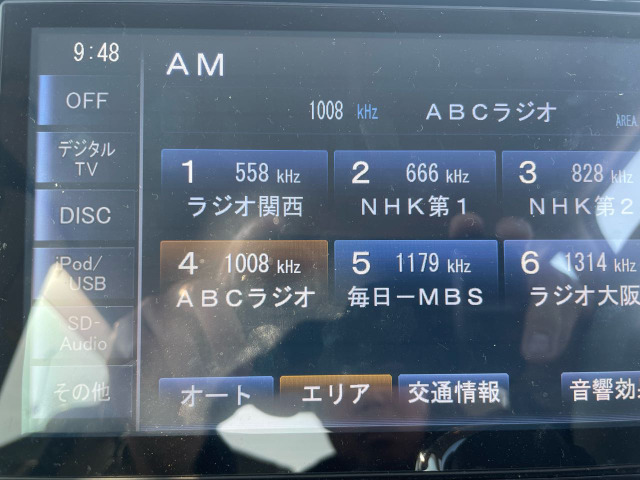 9:48
AM
OFF
1008 kHz ABCラジオ
AREA
デジタル
TV
1 558 kHz
ラジオ関西
2 666 kHz
NHK第1
3 828 kHz
NHK第2
DISC
iPod/
USB
4 1008 kHz
ABCラジオ
5 1179 kHz
毎日ーMBS
6 1314 kHz
ラジオ大阪
SD-
Audio
その他
オート
エリア
交通情報
音響効